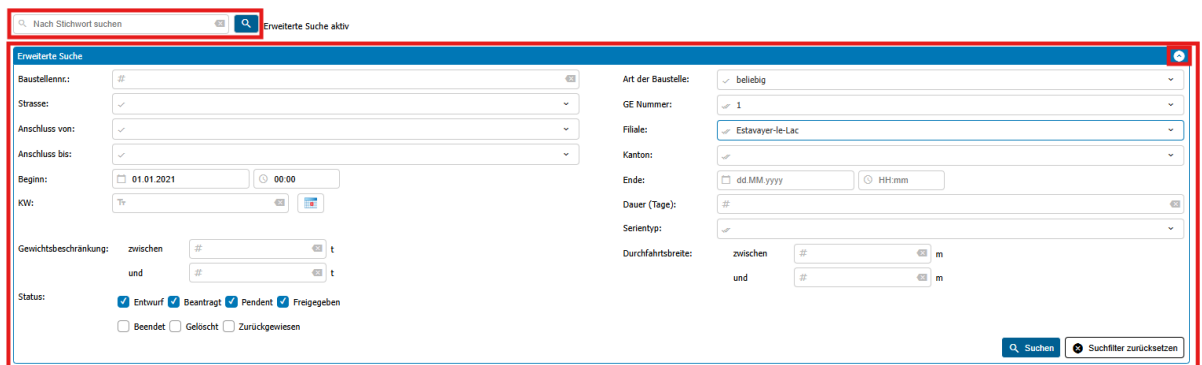 Nach Stichwort suchen Erweiterte Suche aktiv
Erweiterte Suche
Baustellennr.: #
Strasse:
Anschluss von:
Anschluss bis:
Beginn: 01.01.2021 00:00
KW: Tr
Gewichtsbeschränkung: zwischen # t
und # t
Status: Entwurf Beantragt Pendent Freigegeben
Beendet Gelöscht Zurückgewiesen
Art der Baustelle: beliebig
GE Nummer: 1
Filiale: Estavayer-le-Lac
Kanton:
Ende: dd.MM.yyyy HH:mm
Dauer (Tage): #
Serientyp:
Durchfahrtsbreite: zwischen # m
und # m
Suchen Suchfilter zurücksetzen